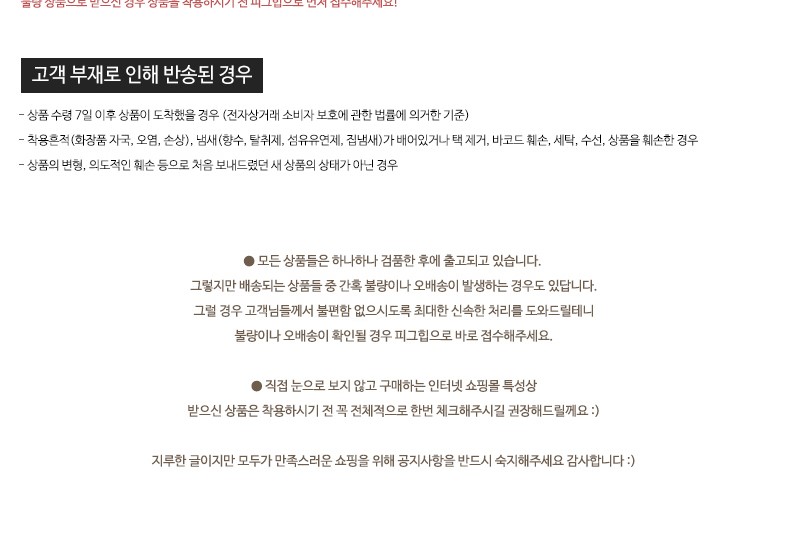 불량 상품으로 받으신 경우 상품을 착용하시기 전 피그힙으로 먼저 접수해주세요!
고객 부재로 인해 반송된 경우
- 상품 수령 7일 이후 상품이 도착했을 경우 (전자상거래 소비자 보호에 관한 법률에 의거한 기준)
- 착용흔적(화장품 자국, 오염, 손상), 냄새(향수, 탈취제, 섬유유연제, 집냄새)가 배어있거나 택 제거, 바코드 훼손, 세탁, 수선, 상품을 훼손한 경우
- 상품의 변형, 의도적인 훼손 등으로 처음 보내드렸던 새 상품의 상태가 아닌 경우
● 모든 상품들은 하나하나 검품한 후에 출고되고 있습니다.
그렇지만 배송되는 상품들 중 간혹 불량이나 오배송이 발생하는 경우도 있답니다.
그럴 경우 고객님들께서 불편함 없으시도록 최대한 신속한 처리를 도와드릴테니
불량이나 오배송이 확인될 경우 피그힙으로 바로 접수해주세요.
● 직접 눈으로 보지 않고 구매하는 인터넷 쇼핑몰 특성상
받으신 상품은 착용하시기 전 꼭 전체적으로 한번 체크해주시길 권장해드릴께요 :)
지루한 글이지만 모두가 만족스러운 쇼핑을 위해 공지사항을 반드시 숙지해주세요 감사합니다 :)